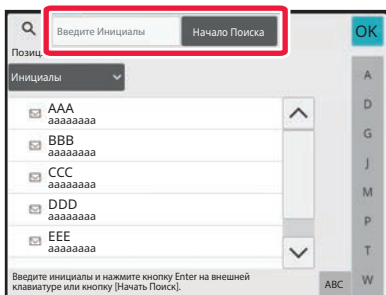 Введите Инициалы
Начало Поиска
OK
Позиц
Инициалы
A
D
G
J
M
P
T
W
AAA
aaaaaaaa
BBB
aaaaaaaa
CCC
aaaaaaaa
DDD
aaaaaaaa
EEE
aaaaaaaa
Введите инициалы и нажмите кнопку Enter на внешней
клавиатуре или кнопку [Начать Поиск].
ABC